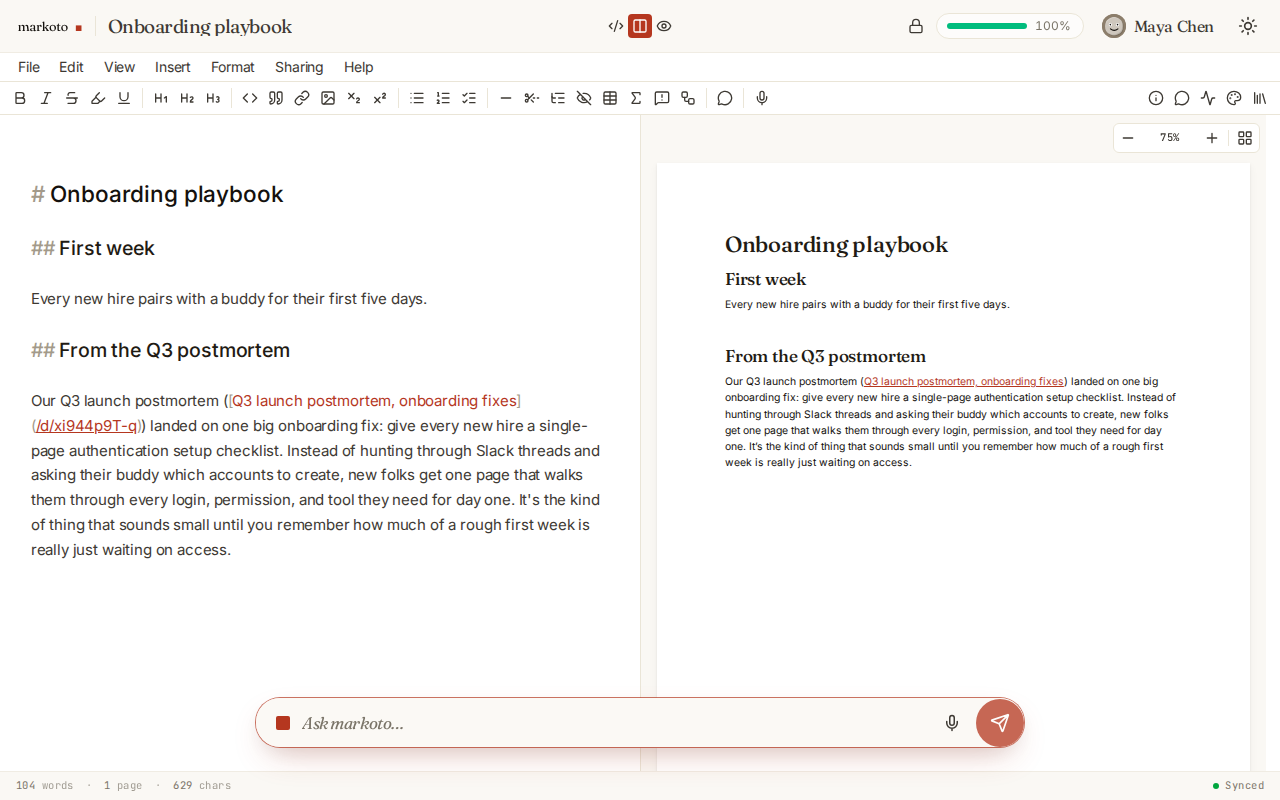 markoto
Onboarding playbook
100%
Maya Chen
File Edit View Insert Format Sharing Help
H1 H2 H3
75%
# Onboarding playbook
## First week
Every new hire pairs with a buddy for their first five days.
## From the Q3 postmortem
Our Q3 launch postmortem ([Q3 launch postmortem, onboarding fixes]
(/d/xi944p9T-q)) landed on one big onboarding fix: give every new hire a single-
page authentication setup checklist. Instead of hunting through Slack threads and
asking their buddy which accounts to create, new folks get one page that walks
them through every login, permission, and tool they need for day one. It's the kind
of thing that sounds small until you remember how much of a rough first week is
really just waiting on access.
Onboarding playbook
First week
Every new hire pairs with a buddy for their first five days.
From the Q3 postmortem
Our Q3 launch postmortem (Q3 launch postmortem, onboarding fixes) landed on one big
onboarding fix: give every new hire a single-page authentication setup checklist. Instead of
hunting through Slack threads and asking their buddy which accounts to create, new folks
get one page that walks them through every login, permission, and tool they need for day
one. It's the kind of thing that sounds small until you remember how much of a rough first
week is really just waiting on access.
Ask markoto...
104 words · 1 page · 629 chars
Synced